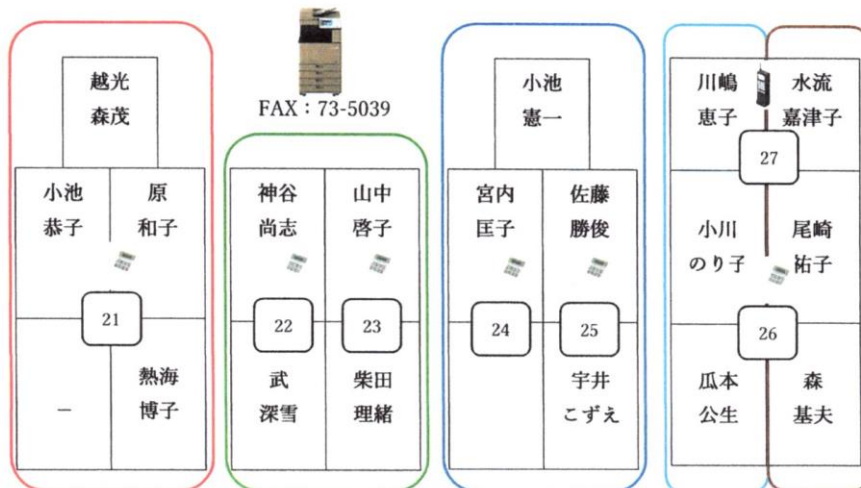 越光
森茂
小池
恭子
原
和子
21
－
熱海
博子
FAX：73-5039
神谷
尚志
山中
啓子
22
23
武
深雪
柴田
理緒
小池
憲一
宮内
匡子
佐藤
勝俊
24
25
宇井
こずえ
川嶋
恵子
水流
嘉津子
27
小川
のり子
尾崎
祐子
26
瓜本
公生
森
基夫